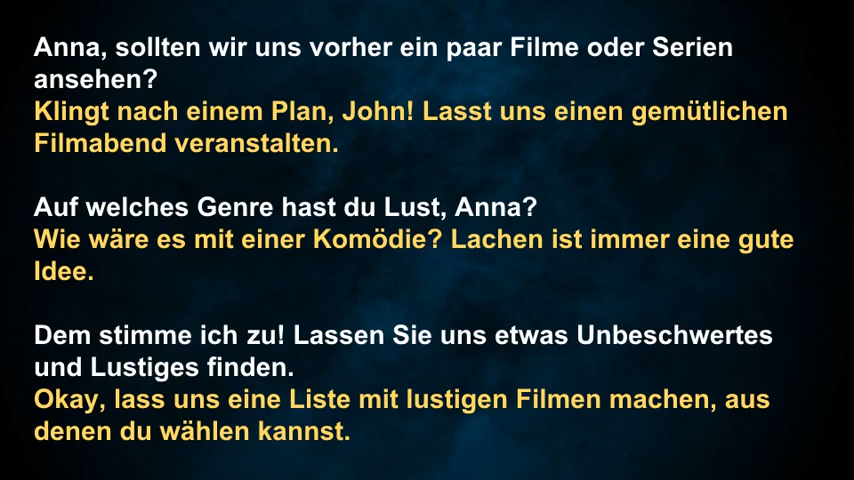 Anna, sollten wir uns vorher ein paar Filme oder Serien
ansehen?
Klingt nach einem Plan, John! Lasst uns einen gemütlichen
Filmabend veranstalten.
Auf welches Genre hast du Lust, Anna?
Wie wäre es mit einer Komödie? Lachen ist immer eine gute
Idee.
Dem stimme ich zu! Lassen Sie uns etwas Unbeschwertes
und Lustiges finden.
Okay, lass uns eine Liste mit lustigen Filmen machen, aus
denen du wählen kannst.